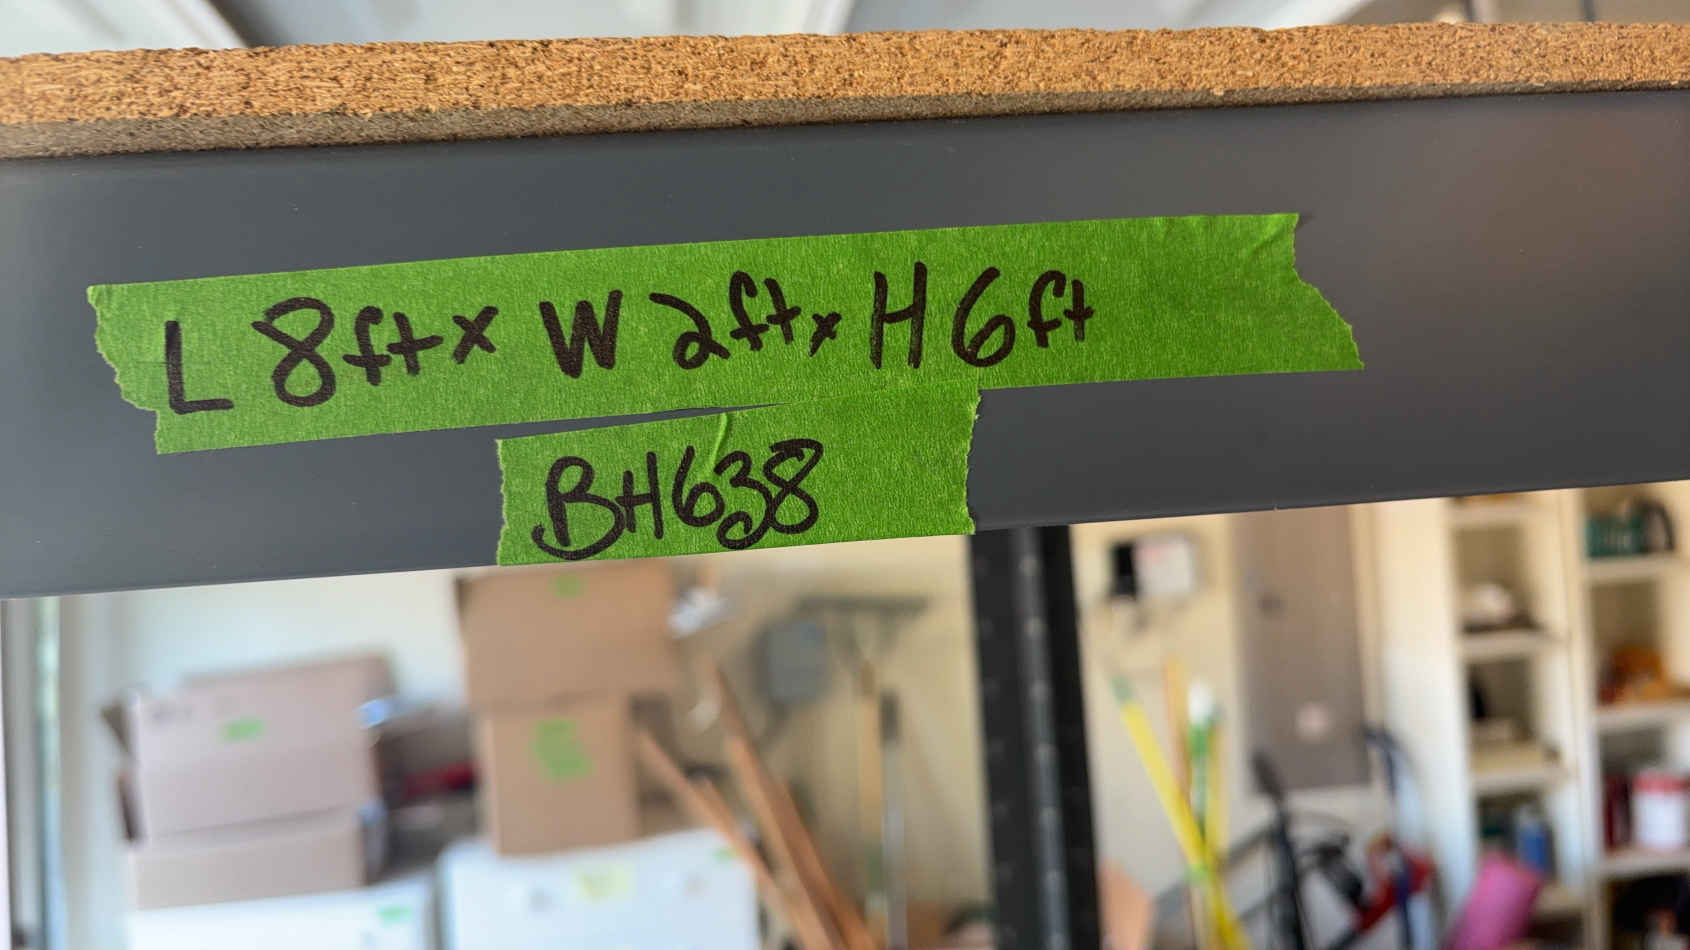 L 8ft x W 2ft x H 6ft
BH638